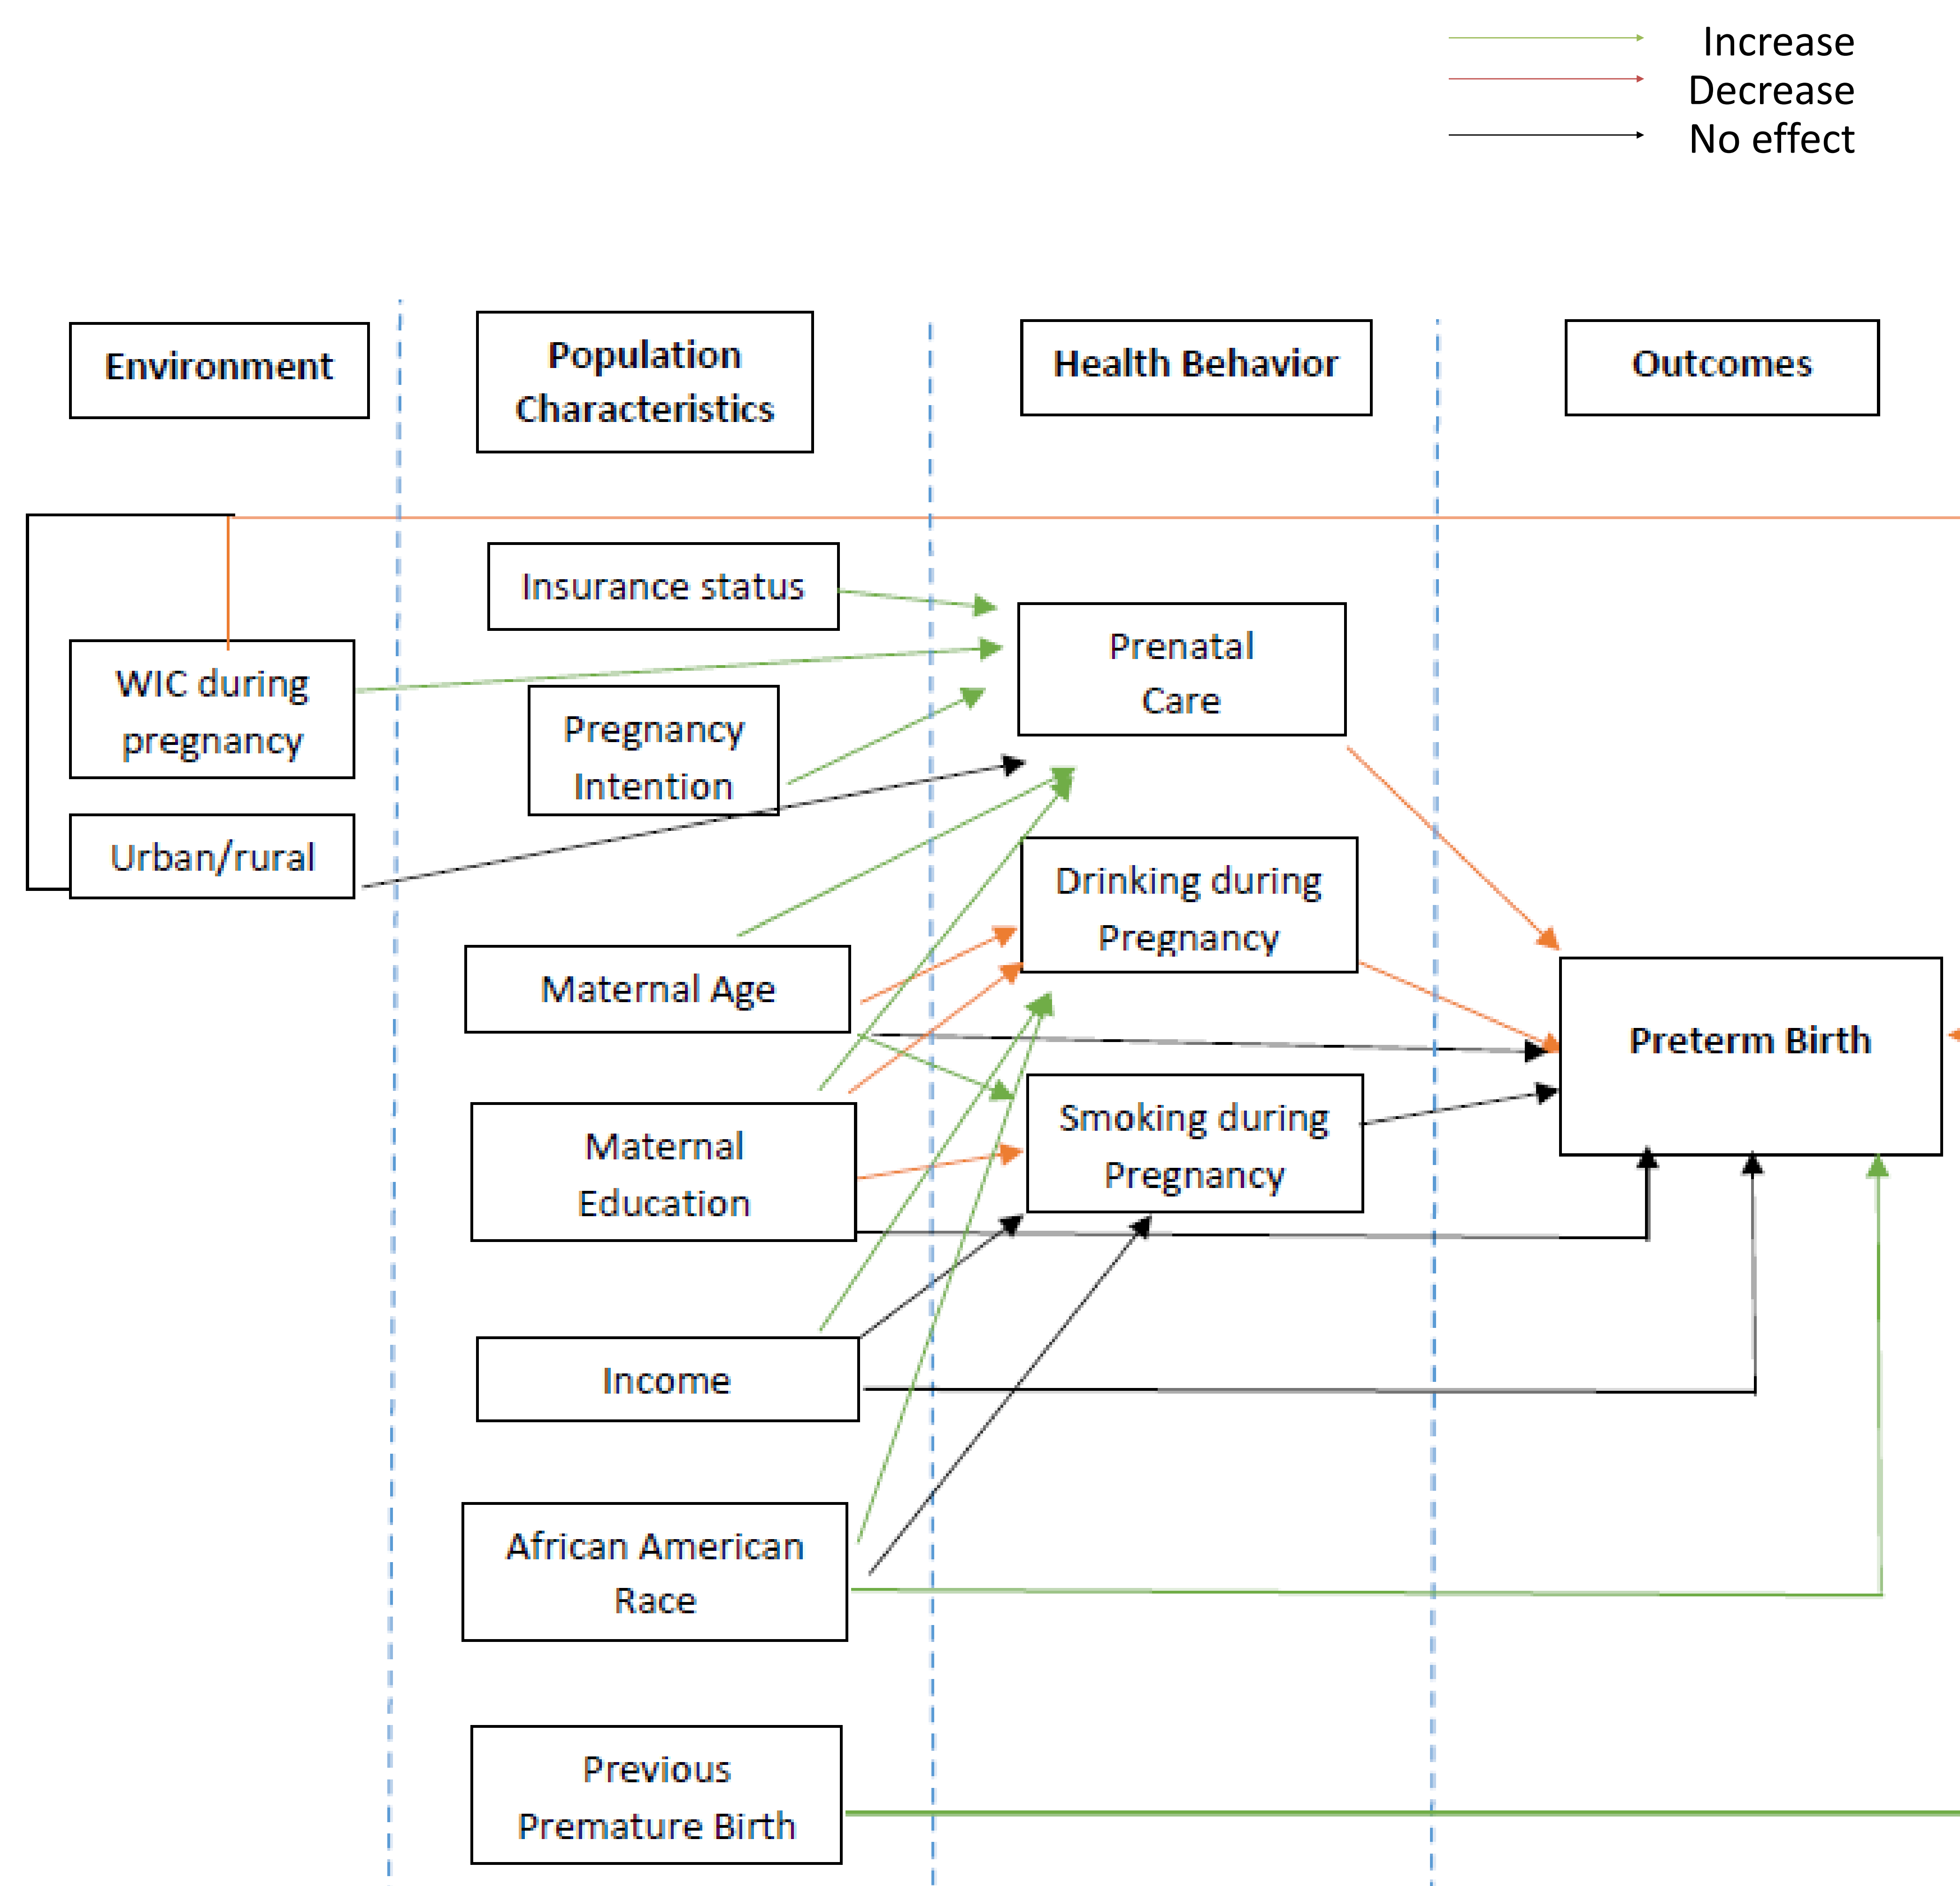 Increase
Decrease
No effect
Environment
Population
Characteristics
Health Behavior
Outcomes
Insurance status
Prenatal
Care
WIC during
pregnancy
Pregnancy
Intention
Urban/rural
Drinking during
Pregnancy
Maternal Age
Preterm Birth
Smoking during
Pregnancy
Maternal
Education
Income
African American
Race
Previous
Premature Birth